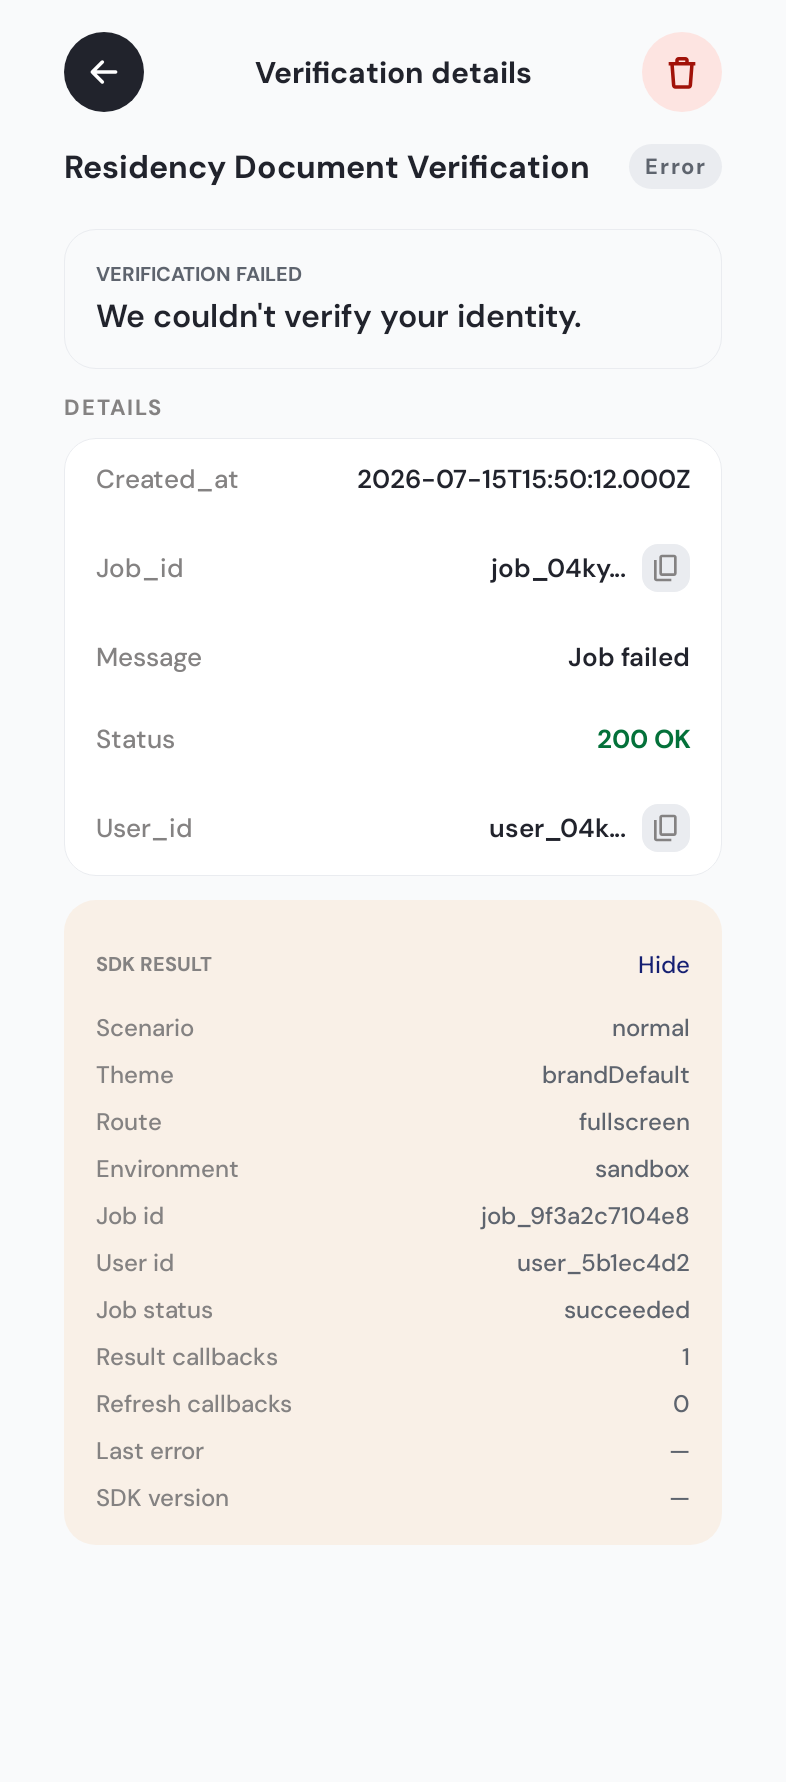 Verification details
Residency Document Verification Error
VERIFICATION FAILED
We couldn't verify your identity.
DETAILS
Created_at 2026-07-15T15:50:12.000Z
Job_id job_04ky...
Message Job failed
Status 200 OK
User_id user_04k...
SDK RESULT Hide
Scenario normal
Theme brandDefault
Route fullscreen
Environment sandbox
Job id job_9f3a2c7104e8
User id user_5b1ec4d2
Job status succeeded
Result callbacks 1
Refresh callbacks 0
Last error —
SDK version —